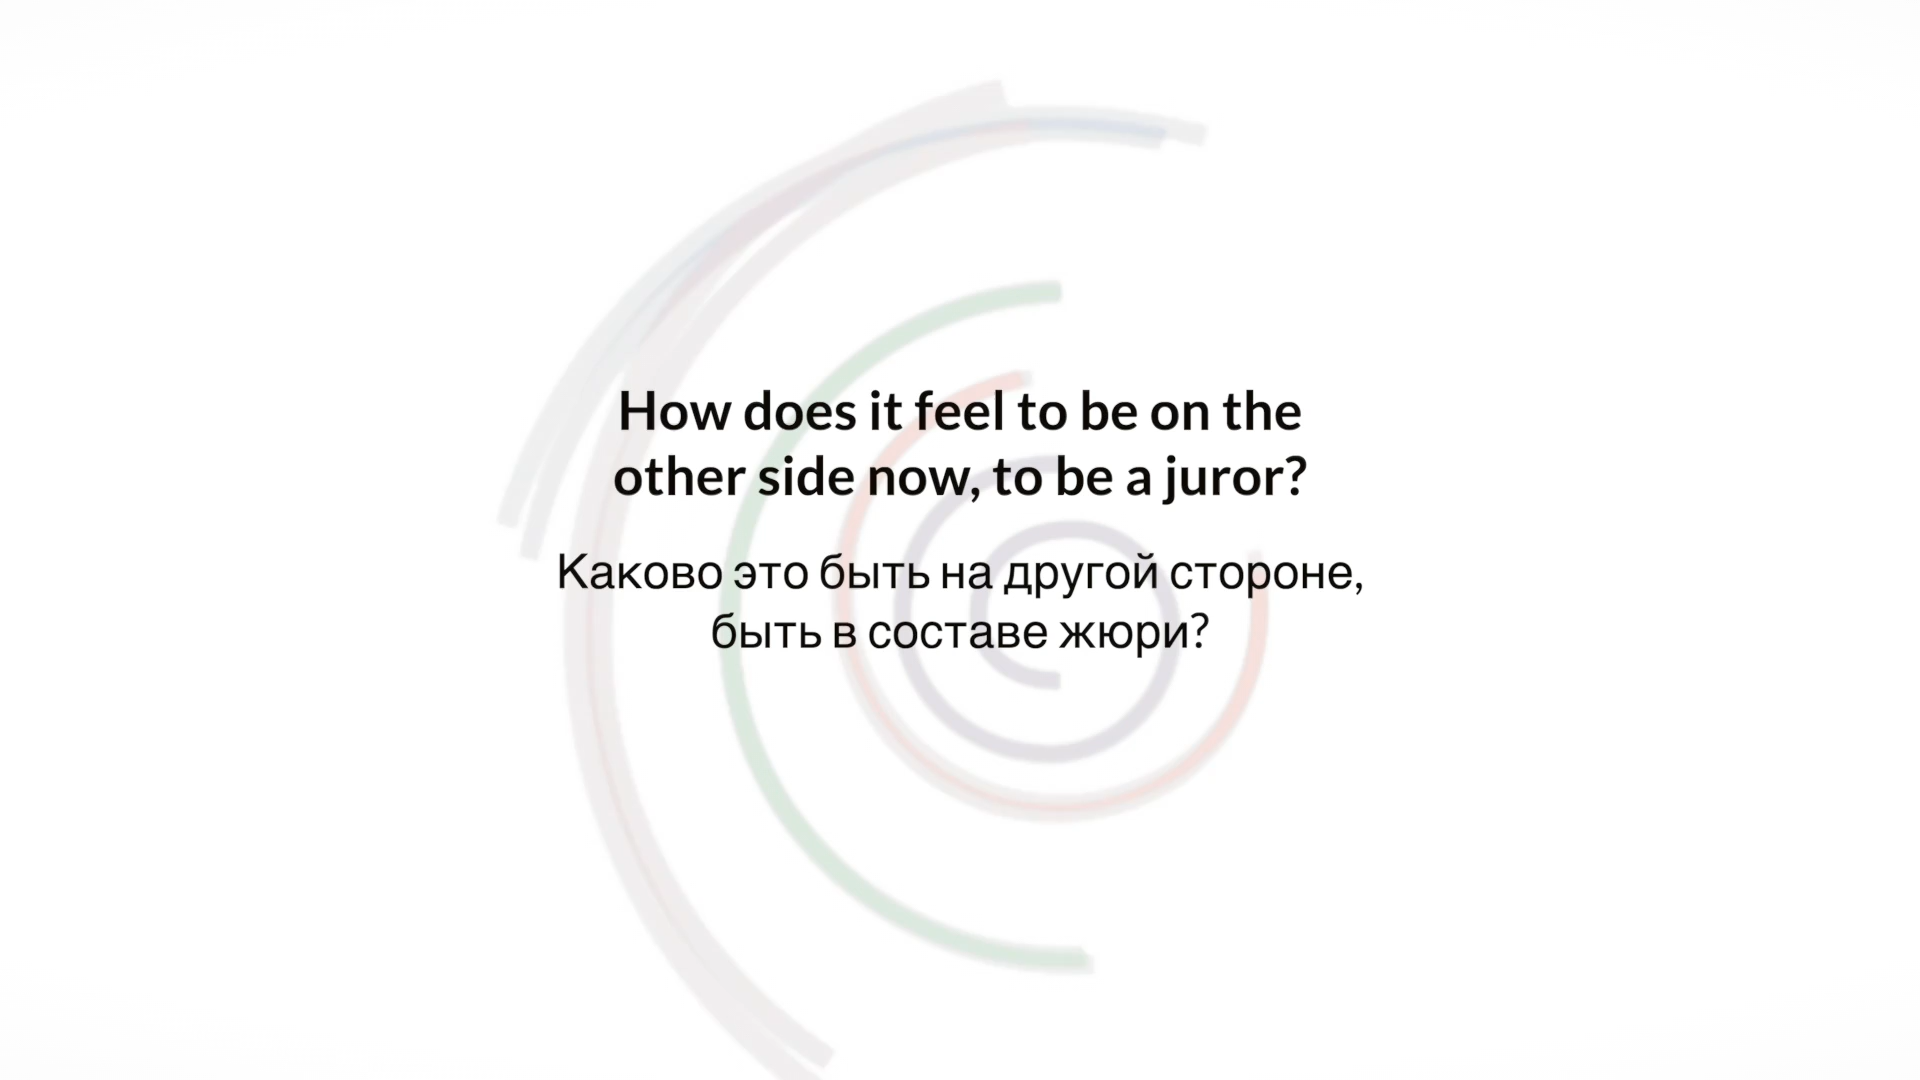 How does it feel to be on the
other side now, to be a juror?
Каково это быть на другой стороне,
быть в составе жюри?